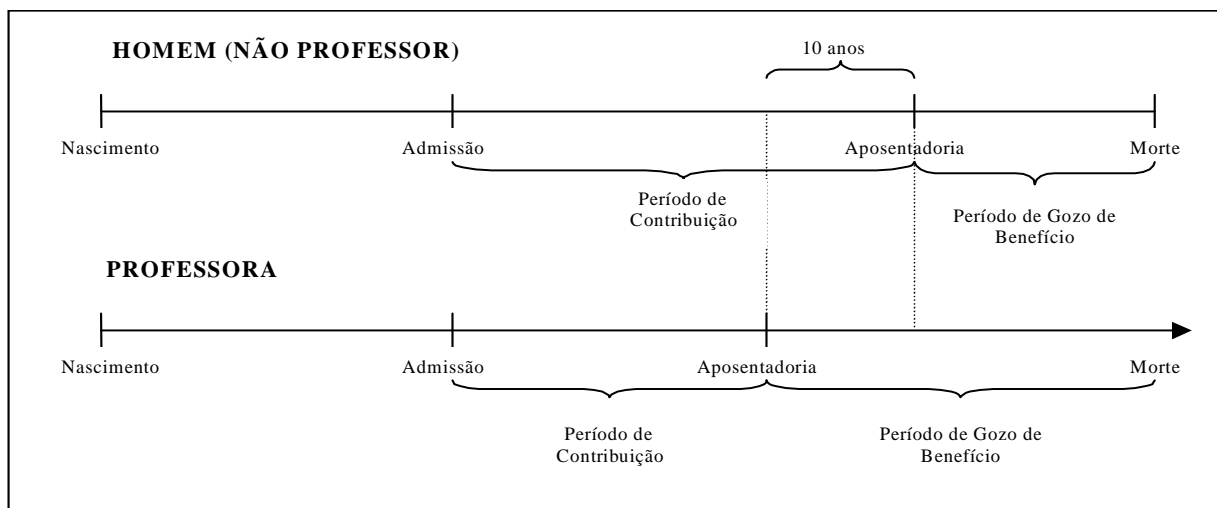 10 anos
HOMEM (NÃO PROFESSOR)
Nascimento Admissão Aposentadoria Morte
Período de
Contribuição
Período de Gozo de
Benefício
PROFESSORA
Nascimento Admissão Aposentadoria Morte
Período de
Contribuição
Período de Gozo de
Benefício